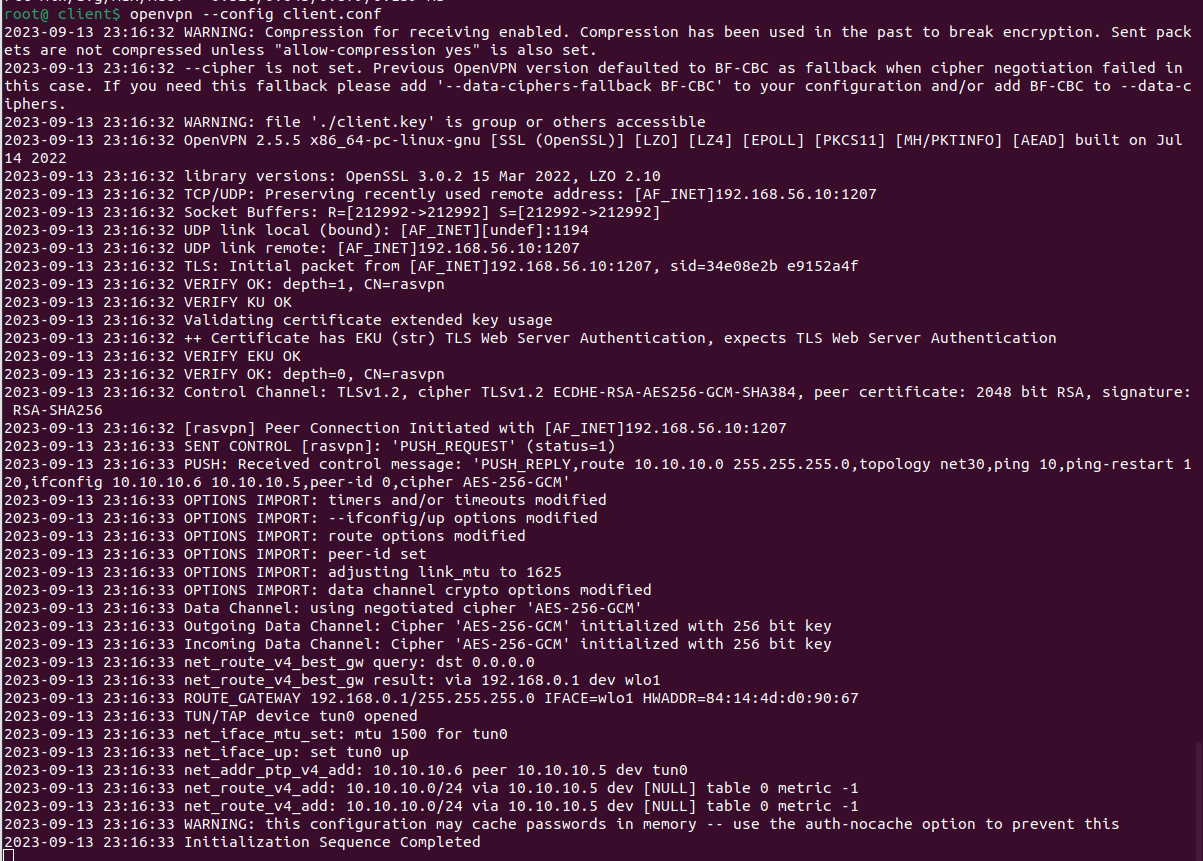 root@ client$ openvpn --config client.conf
2023-09-13 23:16:32 WARNING: Compression for receiving enabled. Compression has been used in the past to break encryption. Sent pack
ets are not compressed unless "allow-compression yes" is also set.
2023-09-13 23:16:32 --cipher is not set. Previous OpenVPN version defaulted to BF-CBC as fallback when cipher negotiation failed in
this case. If you need this fallback please add '--data-ciphers-fallback BF-CBC' to your configuration and/or add BF-CBC to --data-c
iphers.
2023-09-13 23:16:32 WARNING: file './client.key' is group or others accessible
2023-09-13 23:16:32 OpenVPN 2.5.5 x86_64-pc-linux-gnu [SSL (OpenSSL)] [LZO] [LZ4] [EPOLL] [PKCS11] [MH/PKTINFO] [AEAD] built on Jul
14 2022
2023-09-13 23:16:32 library versions: OpenSSL 3.0.2 15 Mar 2022, LZO 2.10
2023-09-13 23:16:32 TCP/UDP: Preserving recently used remote address: [AF_INET]192.168.56.10:1207
2023-09-13 23:16:32 Socket Buffers: R=[212992->212992] S=[212992->212992]
2023-09-13 23:16:32 UDP link local (bound): [AF_INET][undef]:1194
2023-09-13 23:16:32 UDP link remote: [AF_INET]192.168.56.10:1207
2023-09-13 23:16:32 TLS: Initial packet from [AF_INET]192.168.56.10:1207, sid=34e08e2b e9152a4f
2023-09-13 23:16:32 VERIFY OK: depth=1, CN=rasvpn
2023-09-13 23:16:32 VERIFY KU OK
2023-09-13 23:16:32 Validating certificate extended key usage
2023-09-13 23:16:32 ++ Certificate has EKU (str) TLS Web Server Authentication, expects TLS Web Server Authentication
2023-09-13 23:16:32 VERIFY EKU OK
2023-09-13 23:16:32 VERIFY OK: depth=0, CN=rasvpn
2023-09-13 23:16:32 Control Channel: TLSv1.2, cipher TLSv1.2 ECDHE-RSA-AES256-GCM-SHA384, peer certificate: 2048 bit RSA, signature:
 RSA-SHA256
2023-09-13 23:16:32 [rasvpn] Peer Connection Initiated with [AF_INET]192.168.56.10:1207
2023-09-13 23:16:33 SENT CONTROL [rasvpn]: 'PUSH_REQUEST' (status=1)
2023-09-13 23:16:33 PUSH: Received control message: 'PUSH_REPLY,route 10.10.10.0 255.255.255.0,topology net30,ping 10,ping-restart 1
20,ifconfig 10.10.10.6 10.10.10.5,peer-id 0,cipher AES-256-GCM'
2023-09-13 23:16:33 OPTIONS IMPORT: timers and/or timeouts modified
2023-09-13 23:16:33 OPTIONS IMPORT: --ifconfig/up options modified
2023-09-13 23:16:33 OPTIONS IMPORT: route options modified
2023-09-13 23:16:33 OPTIONS IMPORT: peer-id set
2023-09-13 23:16:33 OPTIONS IMPORT: adjusting link_mtu to 1625
2023-09-13 23:16:33 OPTIONS IMPORT: data channel crypto options modified
2023-09-13 23:16:33 Data Channel: using negotiated cipher 'AES-256-GCM'
2023-09-13 23:16:33 Outgoing Data Channel: Cipher 'AES-256-GCM' initialized with 256 bit key
2023-09-13 23:16:33 Incoming Data Channel: Cipher 'AES-256-GCM' initialized with 256 bit key
2023-09-13 23:16:33 net_route_v4_best_gw query: dst 0.0.0.0
2023-09-13 23:16:33 net_route_v4_best_gw result: via 192.168.0.1 dev wlo1
2023-09-13 23:16:33 ROUTE_GATEWAY 192.168.0.1/255.255.255.0 IFACE=wlo1 HWADDR=84:14:4d:d0:90:67
2023-09-13 23:16:33 TUN/TAP device tun0 opened
2023-09-13 23:16:33 net_iface_mtu_set: mtu 1500 for tun0
2023-09-13 23:16:33 net_iface_up: set tun0 up
2023-09-13 23:16:33 net_addr_ptp_v4_add: 10.10.10.6 peer 10.10.10.5 dev tun0
2023-09-13 23:16:33 net_route_v4_add: 10.10.10.0/24 via 10.10.10.5 dev [NULL] table 0 metric -1
2023-09-13 23:16:33 net_route_v4_add: 10.10.10.0/24 via 10.10.10.5 dev [NULL] table 0 metric -1
2023-09-13 23:16:33 WARNING: this configuration may cache passwords in memory -- use the auth-nocache option to prevent this
2023-09-13 23:16:33 Initialization Sequence Completed